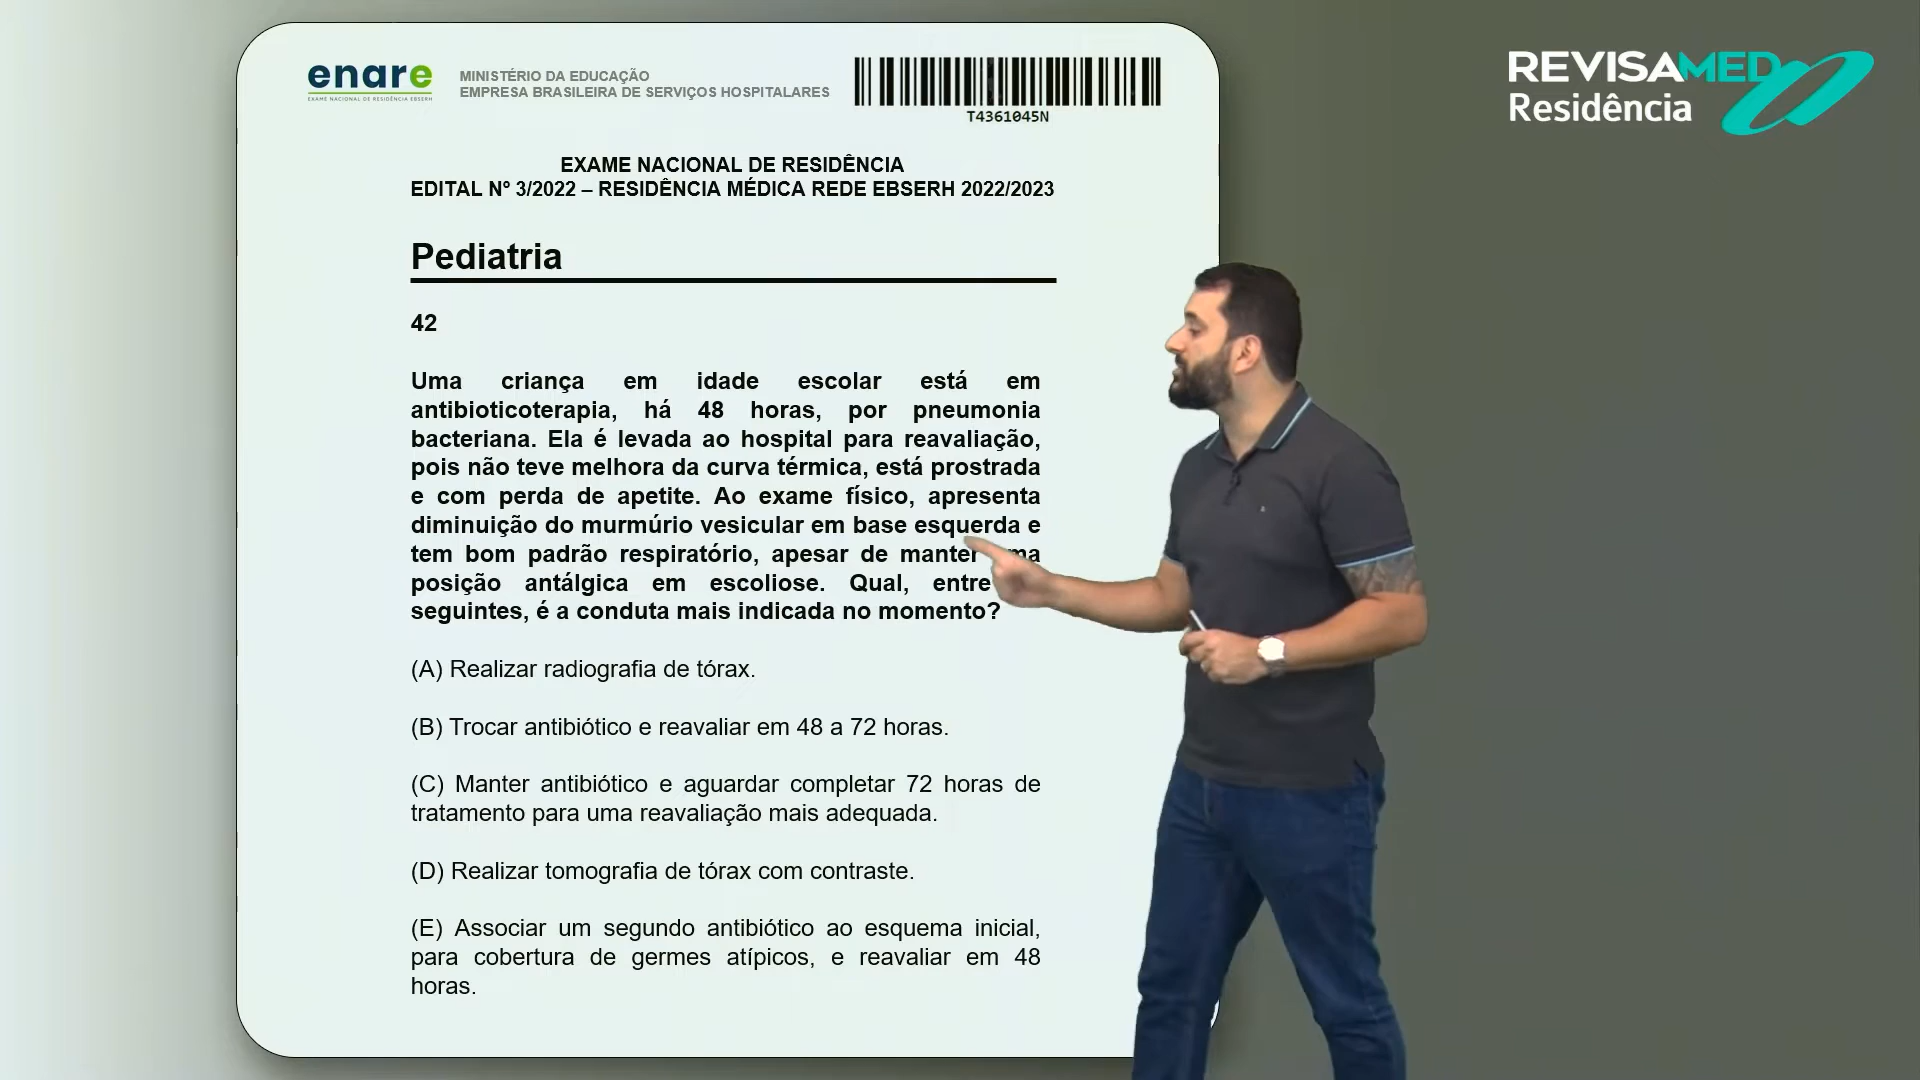 enare
EXAME NACIONAL DE RESIDÊNCIA EBSERH
MINISTÉRIO DA EDUCAÇÃO
EMPRESA BRASILEIRA DE SERVIÇOS HOSPITALARES
T4361045N
REVISAMED
Residência
EXAME NACIONAL DE RESIDÊNCIA
EDITAL Nº 3/2022 – RESIDÊNCIA MÉDICA REDE EBSERH 2022/2023
Pediatria
42
Uma criança em idade escolar está em
antibioticoterapia, há 48 horas, por pneumonia
bacteriana. Ela é levada ao hospital para reavaliação,
pois não teve melhora da curva térmica, está prostrada
e com perda de apetite. Ao exame físico, apresenta
diminuição do murmúrio vesicular em base esquerda e
tem bom padrão respiratório, apesar de manter
posição antálgica em escoliose. Qual, entre
seguintes, é a conduta mais indicada no momento?
(A) Realizar radiografia de tórax.
(B) Trocar antibiótico e reavaliar em 48 a 72 horas.
(C) Manter antibiótico e aguardar completar 72 horas de
tratamento para uma reavaliação mais adequada.
(D) Realizar tomografia de tórax com contraste.
(E) Associar um segundo antibiótico ao esquema inicial,
para cobertura de germes atípicos, e reavaliar em 48
horas.